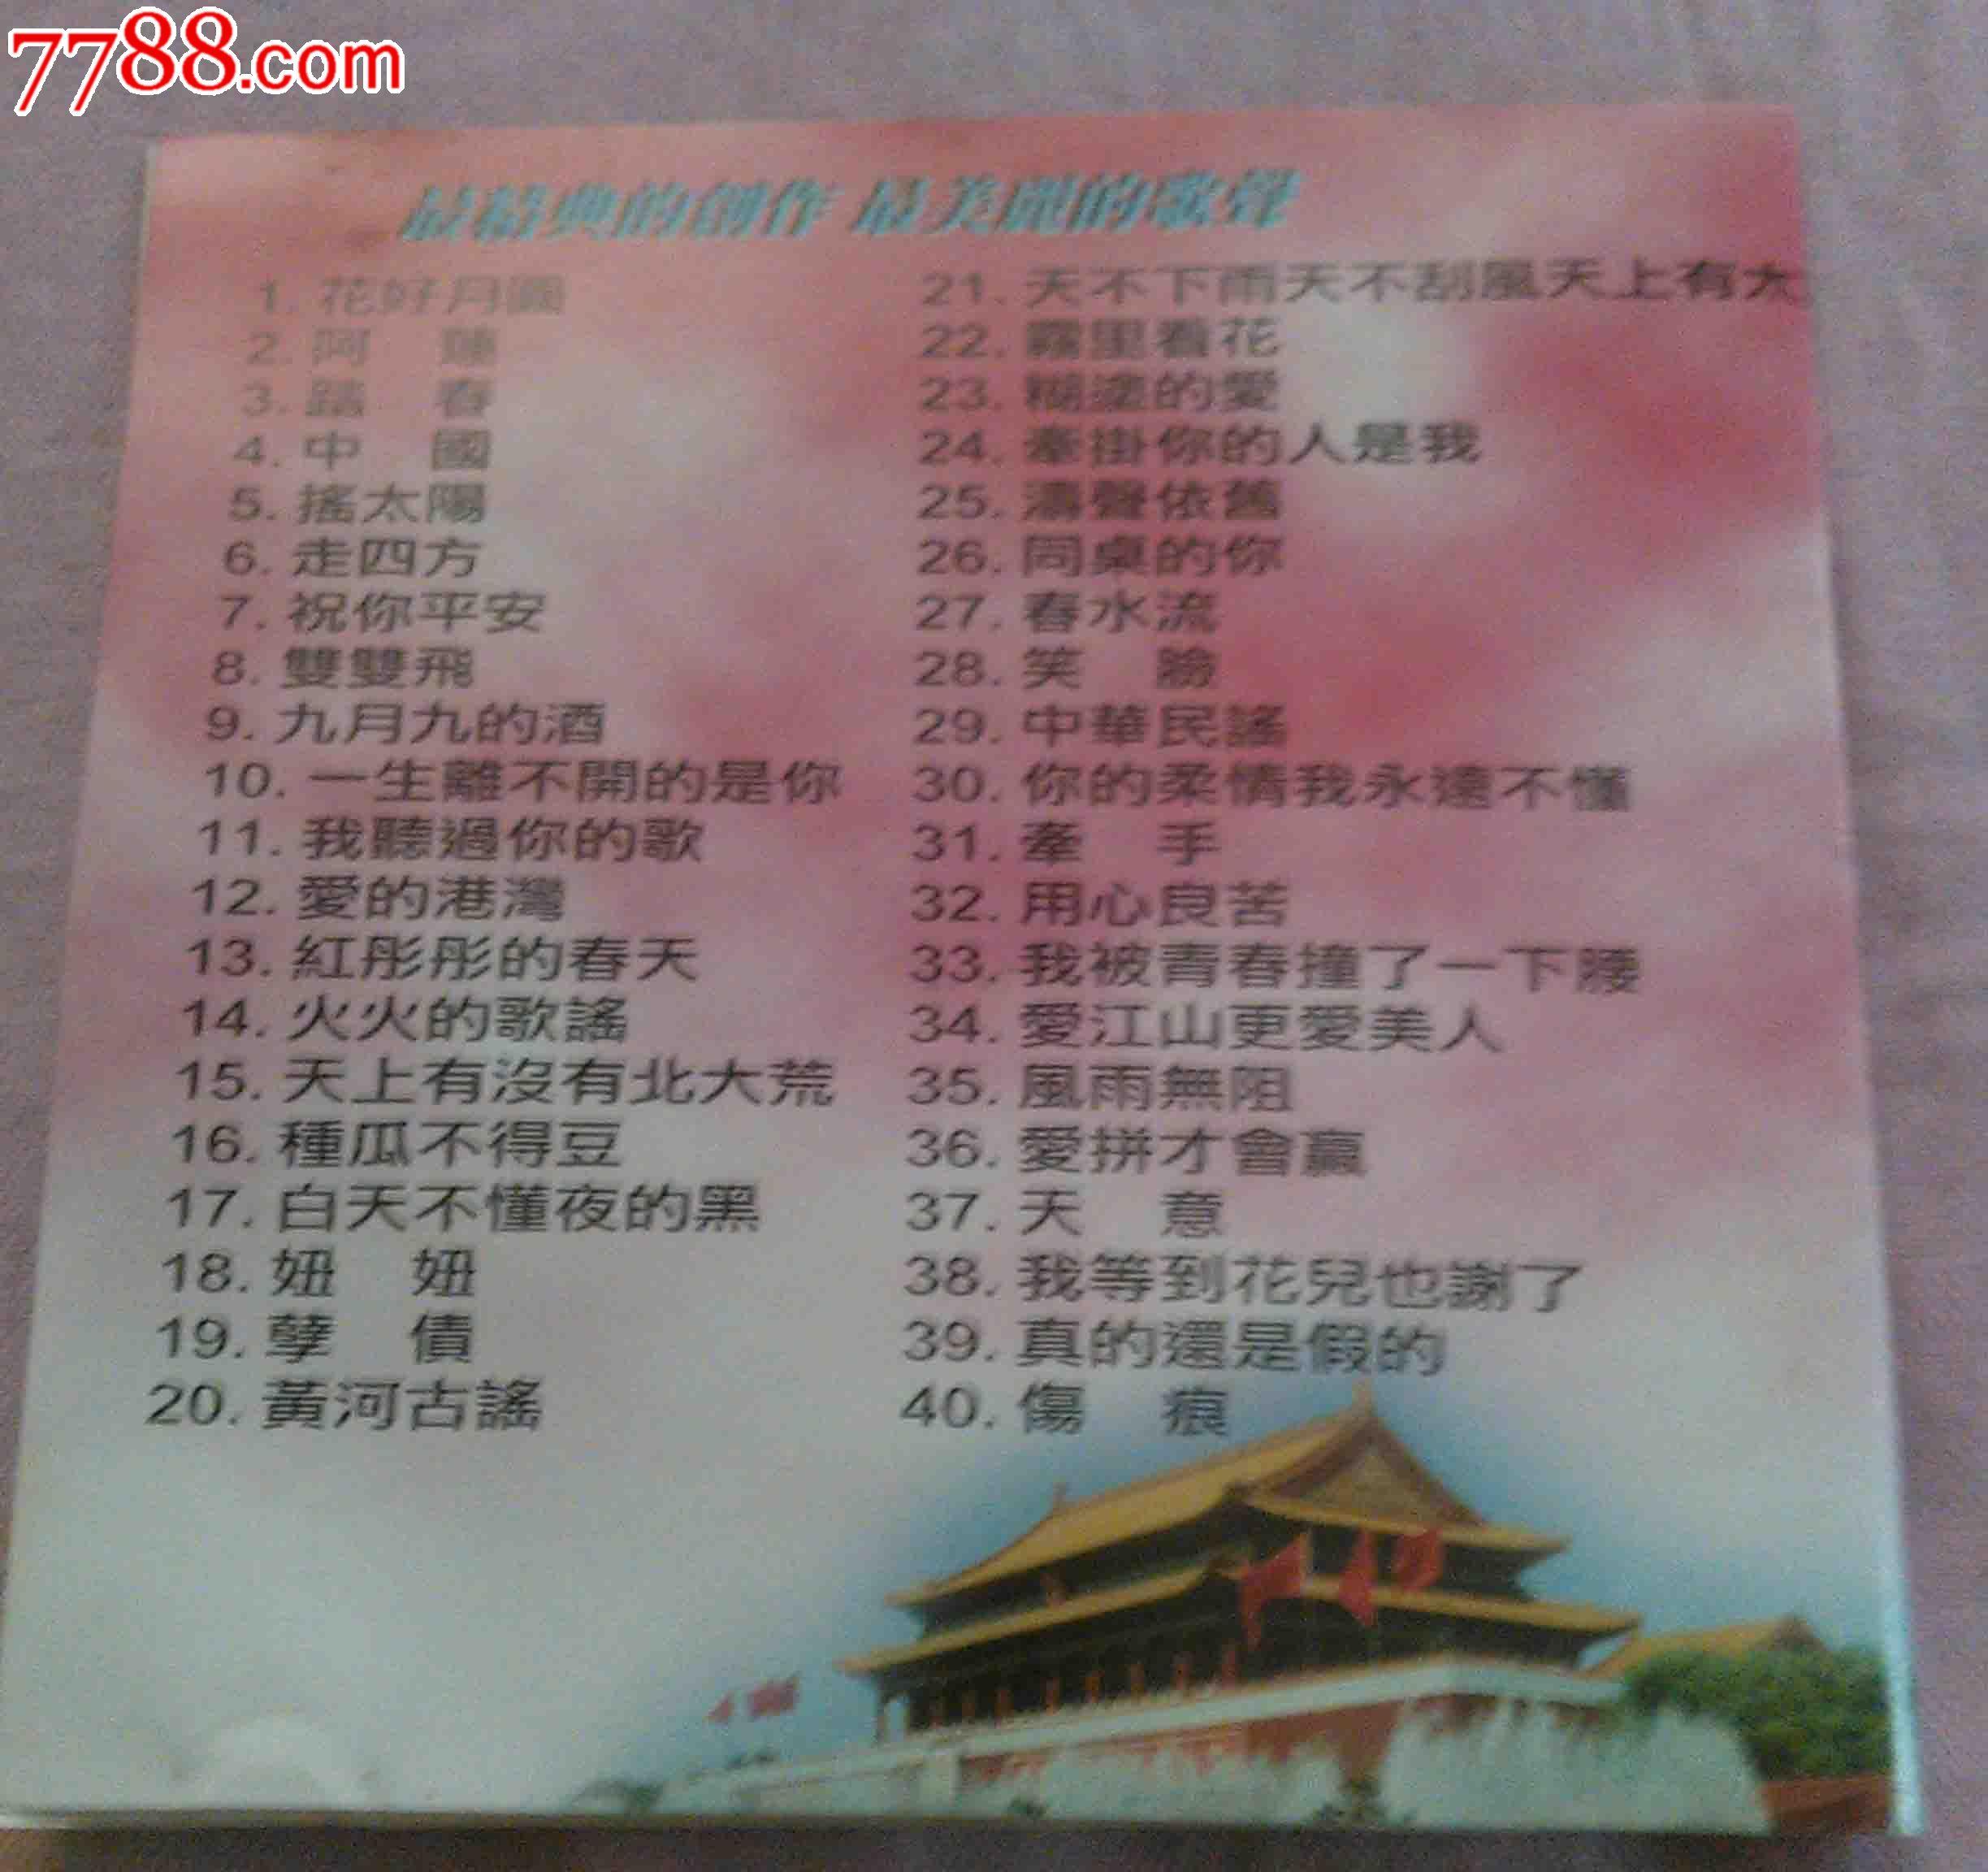 7788.com
最經典的創作 最美麗的歌聲
1. 花好月圓
2. 阿 蓮
3. 踏 春
4. 中 國
5. 搖太陽
6. 走四方
7. 祝你平安
8. 雙雙飛
9. 九月九的酒
10. 一生離不開的是你
11. 我聽過你的歌
12. 愛的港灣
13. 紅彤彤的春天
14. 火火的歌謠
15. 天上有沒有北大荒
16. 種瓜不得豆
17. 白天不懂夜的黑
18. 妞 妞
19. 孽 債
20. 黃河古謠
21. 天不下雨天不刮風天上有太
22. 霧里看花
23. 糊塗的愛
24. 牽掛你的人是我
25. 濤聲依舊
26. 同桌的你
27. 春水流
28. 笑 臉
29. 中華民謠
30. 你的柔情我永遠不懂
31. 牽 手
32. 用心良苦
33. 我被青春撞了一下腰
34. 愛江山更愛美人
35. 風雨無阻
36. 愛拼才會贏
37. 天 意
38. 我等到花兒也謝了
39. 真的還是假的
40. 傷 痕